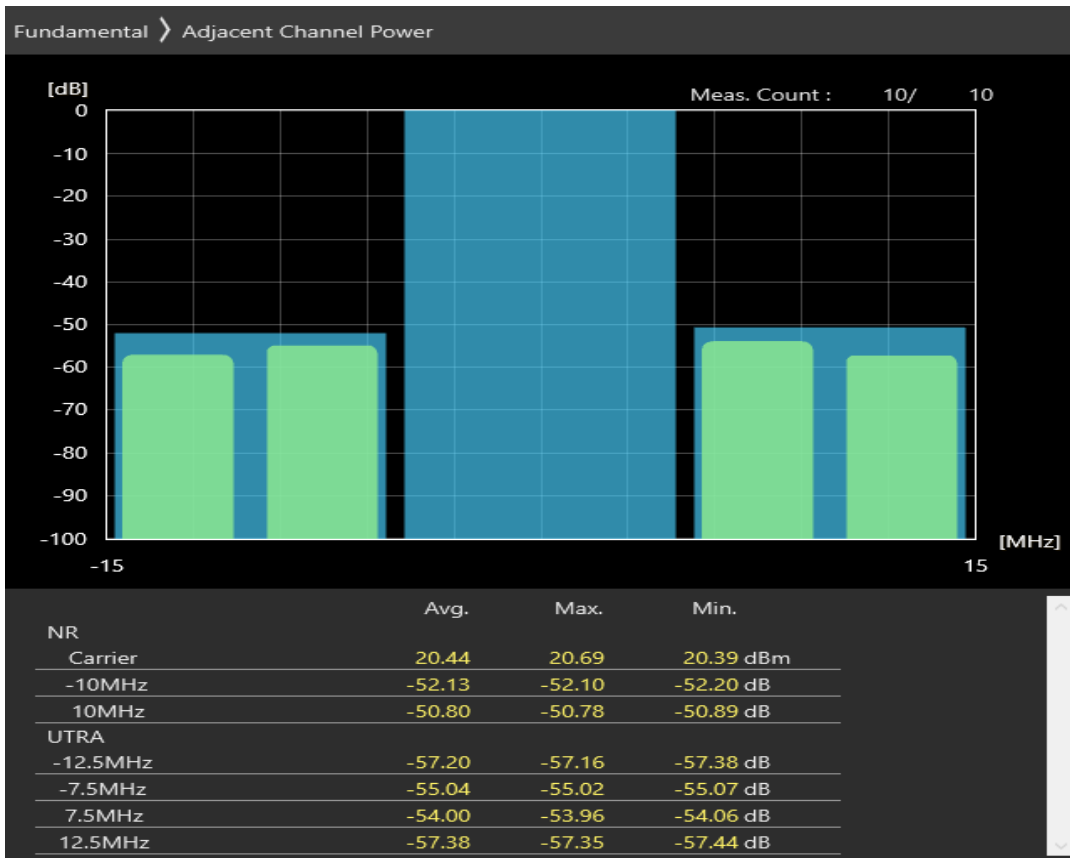 Fundamental 》 Adjacent Channel Power
[dB]
Meas. Count : 10/ 10
0
-10
-20
-30
-40
-50
-60
-70
-80
-90
-100
[MHz]
-15 15
Avg. Max. Min.
NR
Carrier 20.44 20.69 20.39 dBm
-10MHz -52.13 -52.10 -52.20 dB
10MHz -50.80 -50.78 -50.89 dB
UTRA
-12.5MHz -57.20 -57.16 -57.38 dB
-7.5MHz -55.04 -55.02 -55.07 dB
7.5MHz -54.00 -53.96 -54.06 dB
12.5MHz -57.38 -57.35 -57.44 dB